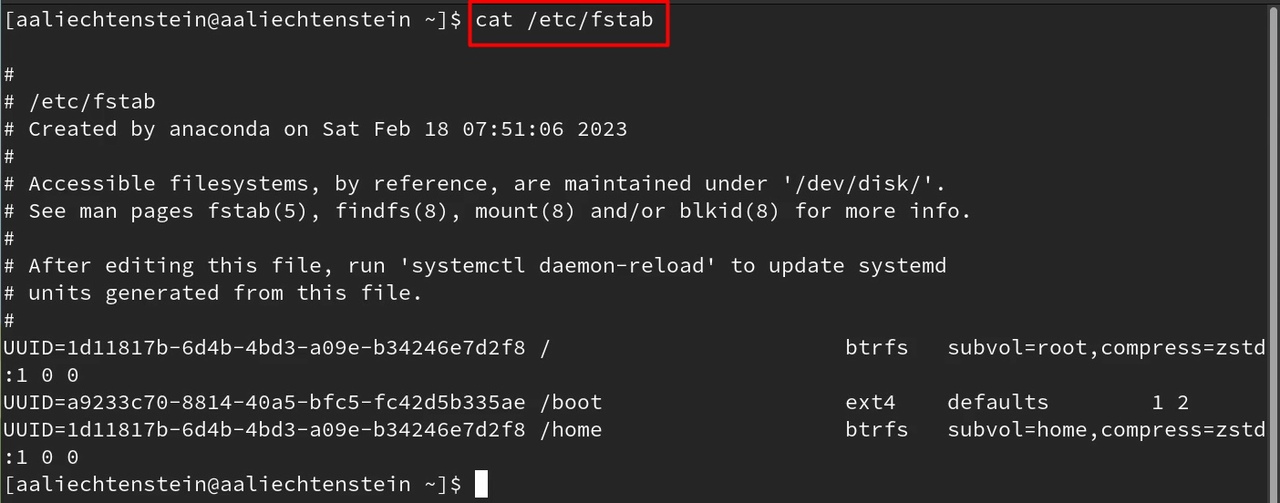 [aaliechtenstein@aaliechtenstein ~]$ cat /etc/fstab
#
# /etc/fstab
# Created by anaconda on Sat Feb 18 07:51:06 2023
#
# Accessible filesystems, by reference, are maintained under '/dev/disk/'.
# See man pages fstab(5), findfs(8), mount(8) and/or blkid(8) for more info.
#
# After editing this file, run 'systemctl daemon-reload' to update systemd
# units generated from this file.
#
UUID=1d11817b-6d4b-4bd3-a09e-b34246e7d2f8 /                       btrfs   subvol=root,compress=zstd
:1 0 0
UUID=a9233c70-8814-40a5-bfc5-fc42d5b335ae /boot                   ext4    defaults        1 2
UUID=1d11817b-6d4b-4bd3-a09e-b34246e7d2f8 /home                   btrfs   subvol=home,compress=zstd
:1 0 0
[aaliechtenstein@aaliechtenstein ~]$